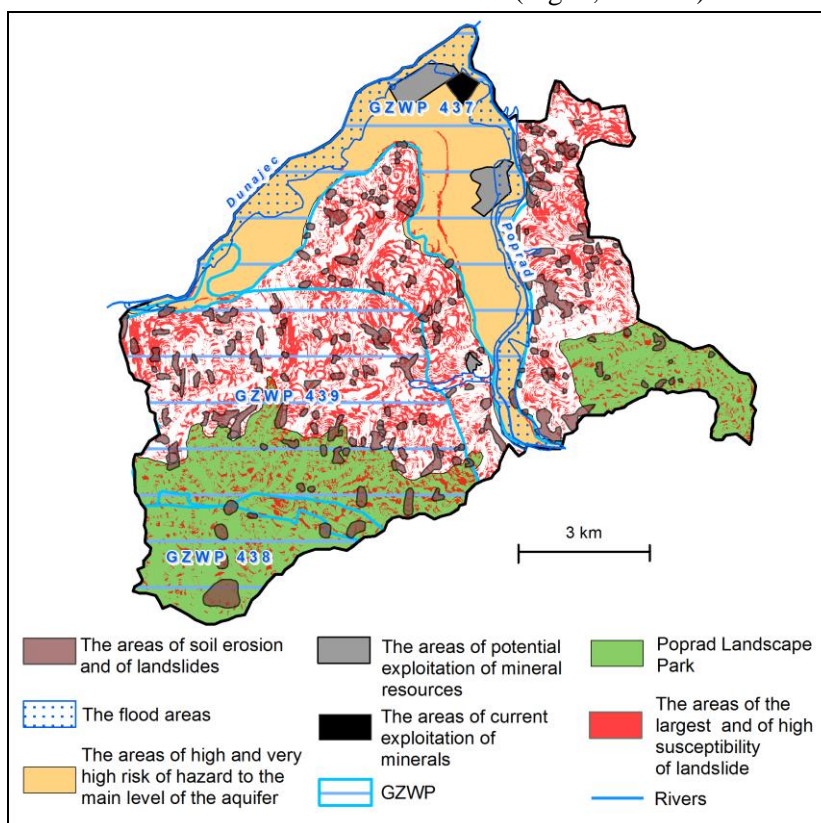 GZWP 437
Dunajec
Poprad
GZWP 439
GZWP 438
3 km
The areas of soil erosion
and of landslides
The flood areas
The areas of high and very
high risk of hazard to the
main level of the aquifer
The areas of potential
exploitation of mineral
resources
The areas of current
exploitation of
minerals
GZWP
Poprad Landscape
Park
The areas of the
largest and of high
susceptibility
of landslide
Rivers